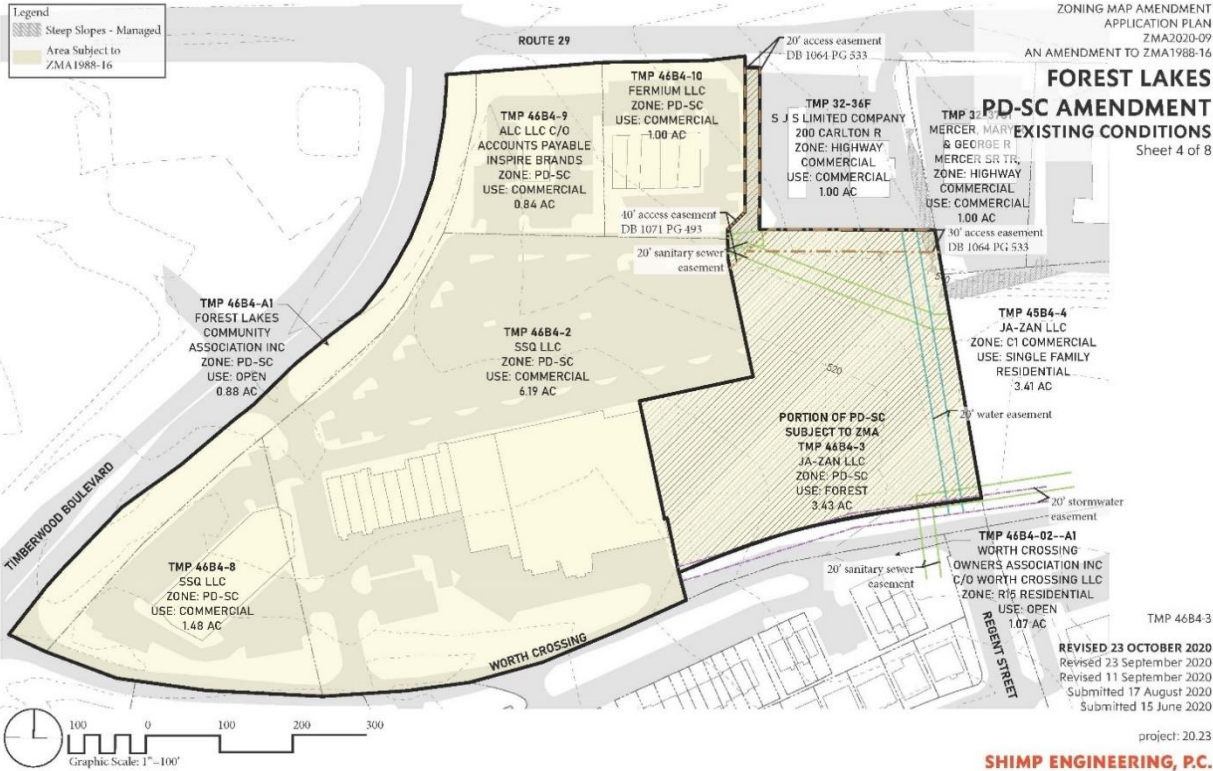 Legend
Steep Slopes - Managed
Area Subject to
ZMA1988-16
ZONING MAP AMENDMENT
APPLICATION PLAN
ZMA2020-09
AN AMENDMENT TO ZMA1988-16
FOREST LAKES
PD-SC AMENDMENT
EXISTING CONDITIONS
Sheet 4 of 8
ROUTE 29
20' access easement
DB 1064 PG 533
TMP 46B4-10
FERMIUM LLC
ZONE: PD-SC
USE: COMMERCIAL
1.00 AC
TMP 46B4-9
ALC LLC C/O
ACCOUNTS PAYABLE
INSPIRE BRANDS
ZONE: PD-SC
USE: COMMERCIAL
0.84 AC
TMP 32-36F
S J S LIMITED COMPANY
200 CARLTON R
ZONE: HIGHWAY
COMMERCIAL
USE: COMMERCIAL
1.00 AC
MERCER, MARY
& GEORGE R
MERCER SR TR,
ZONE: HIGHWAY
COMMERCIAL
USE: COMMERCIAL
1.00 AC
40' access easement
DB 1071 PG 493
20' sanitary sewer
easement
30' access easement
DB 1064 PG 533
TMP 46B4-A1
FOREST LAKES
COMMUNITY
ASSOCIATION INC
ZONE: PD-SC
USE: OPEN
0.88 AC
TMP 46B4-2
SSQ LLC
ZONE: PD-SC
USE: COMMERCIAL
6.19 AC
TMP 45B4-4
JA-ZAN LLC
ZONE: C1 COMMERCIAL
USE: SINGLE FAMILY
RESIDENTIAL
3.41 AC
520
20' water easement
PORTION OF PD-SC
SUBJECT TO ZMA
TMP 46B4-3
JA-ZAN LLC
ZONE: PD-SC
USE: FOREST
3.43 AC
TIMBERWOOD BOULEVARD
20' stormwater
easement
TMP 46B4-8
SSQ LLC
ZONE: PD-SC
USE: COMMERCIAL
1.48 AC
20' sanitary sewer
easement
TMP 46B4-02--A1
WORTH CROSSING
OWNERS ASSOCIATION INC
C/O WORTH CROSSING LLC
ZONE: R15 RESIDENTIAL
USE: OPEN
1.07 AC
WORTH CROSSING
REGENT STREET
TMP 46B4-3
REVISED 23 OCTOBER 2020
Revised 23 September 2020
Revised 11 September 2020
Submitted 17 August 2020
Submitted 15 June 2020
100 0 100 200 300
Graphic Scale: 1"=100'
project: 20.23
SHIMP ENGINEERING, P.C.